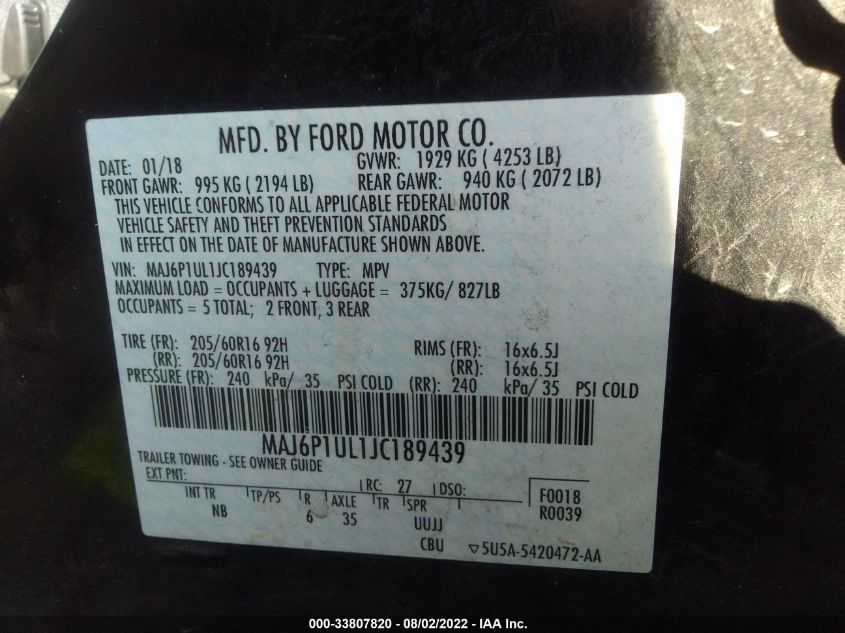 MFD. BY FORD MOTOR CO.
DATE: 01/18 GVWR: 1929 KG ( 4253 LB)
FRONT GAWR: 995 KG ( 2194 LB) REAR GAWR: 940 KG ( 2072 LB)
THIS VEHICLE CONFORMS TO ALL APPLICABLE FEDERAL MOTOR
VEHICLE SAFETY AND THEFT PREVENTION STANDARDS
IN EFFECT ON THE DATE OF MANUFACTURE SHOWN ABOVE.
VIN: MAJ6P1UL1JC189439 TYPE: MPV
MAXIMUM LOAD = OCCUPANTS + LUGGAGE = 375KG/ 827LB
OCCUPANTS = 5 TOTAL; 2 FRONT, 3 REAR
TIRE (FR): 205/60R16 92H RIMS (FR): 16x6.5J
(RR): 205/60R16 92H (RR): 16x6.5J
PRESSURE (FR): 240 kPa/ 35 PSI COLD (RR): 240 kPa/ 35 PSI COLD
MAJ6P1UL1JC189439
TRAILER TOWING - SEE OWNER GUIDE
EXT PNT: RC: 27 DSO: F0018
INT TR TP/PS R AXLE TR SPR R0039
NB 6 35 UUJJ
CBU ▽5U5A-5420472-AA
000-33807820 - 08/02/2022 - IAA Inc.